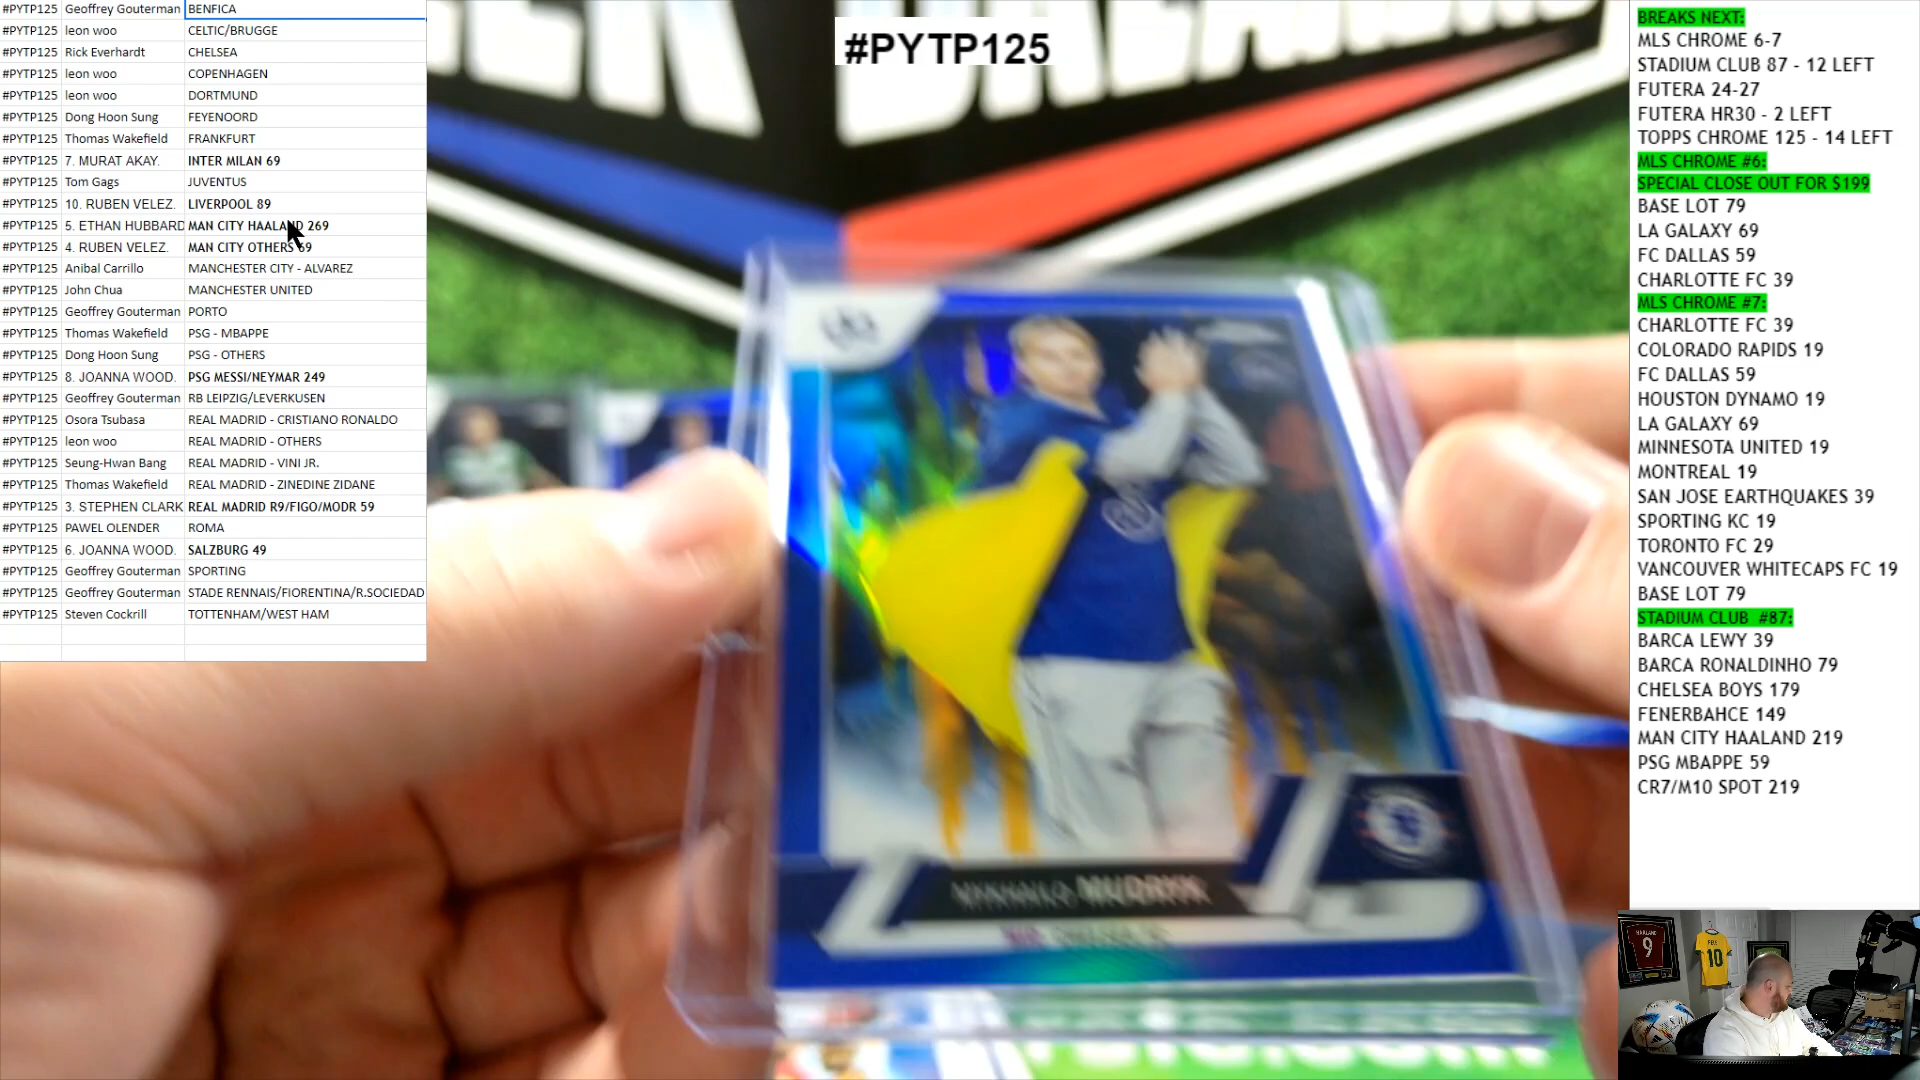 #PYTP125 Geoffrey Gouterman BENFICA
#PYTP125 leon woo CELTIC/BRUGGE
#PYTP125 Rick Everhardt CHELSEA
#PYTP125 leon woo COPENHAGEN
#PYTP125 leon woo DORTMUND
#PYTP125 Dong Hoon Sung FEYENOORD
#PYTP125 Thomas Wakefield FRANKFURT
#PYTP125 7. MURAT AKAY. INTER MILAN 69
#PYTP125 Tom Gags JUVENTUS
#PYTP125 10. RUBEN VELEZ. LIVERPOOL 89
#PYTP125 5. ETHAN HUBBARD MAN CITY HAALAND 269
#PYTP125 4. RUBEN VELEZ. MAN CITY OTHERS 69
#PYTP125 Anibal Carrillo MANCHESTER CITY - ALVAREZ
#PYTP125 John Chua MANCHESTER UNITED
#PYTP125 Geoffrey Gouterman PORTO
#PYTP125 Thomas Wakefield PSG - MBAPPE
#PYTP125 Dong Hoon Sung PSG - OTHERS
#PYTP125 8. JOANNA WOOD. PSG MESSI/NEYMAR 249
#PYTP125 Geoffrey Gouterman RB LEIPZIG/LEVERKUSEN
#PYTP125 Osora Tsubasa REAL MADRID - CRISTIANO RONALDO
#PYTP125 leon woo REAL MADRID - OTHERS
#PYTP125 Seung-Hwan Bang REAL MADRID - VINI JR.
#PYTP125 Thomas Wakefield REAL MADRID - ZINEDINE ZIDANE
#PYTP125 3. STEPHEN CLARK REAL MADRID R9/FIGO/MODR 59
#PYTP125 PAWEL OLENDER ROMA
#PYTP125 6. JOANNA WOOD. SALZBURG 49
#PYTP125 Geoffrey Gouterman SPORTING
#PYTP125 Geoffrey Gouterman STADE RENNAIS/FIORENTINA/R.SOCIEDAD
#PYTP125 Steven Cockrill TOTTENHAM/WEST HAM
#PYTP125
MYKHAILO MUDRYK
BREAKS NEXT:
MLS CHROME 6-7
STADIUM CLUB 87 - 12 LEFT
FUTERA 24-27
FUTERA HR30 - 2 LEFT
TOPPS CHROME 125 - 14 LEFT
MLS CHROME #6:
SPECIAL CLOSE OUT FOR $199
BASE LOT 79
LA GALAXY 69
FC DALLAS 59
CHARLOTTE FC 39
MLS CHROME #7:
CHARLOTTE FC 39
COLORADO RAPIDS 19
FC DALLAS 59
HOUSTON DYNAMO 19
LA GALAXY 69
MINNESOTA UNITED 19
MONTREAL 19
SAN JOSE EARTHQUAKES 39
SPORTING KC 19
TORONTO FC 29
VANCOUVER WHITECAPS FC 19
BASE LOT 79
STADIUM CLUB #87:
BARCA LEWY 39
BARCA RONALDINHO 79
CHELSEA BOYS 179
FENERBAHCE 149
MAN CITY HAALAND 219
PSG MBAPPE 59
CR7/M10 SPOT 219
HAALAND
9
PELE
10